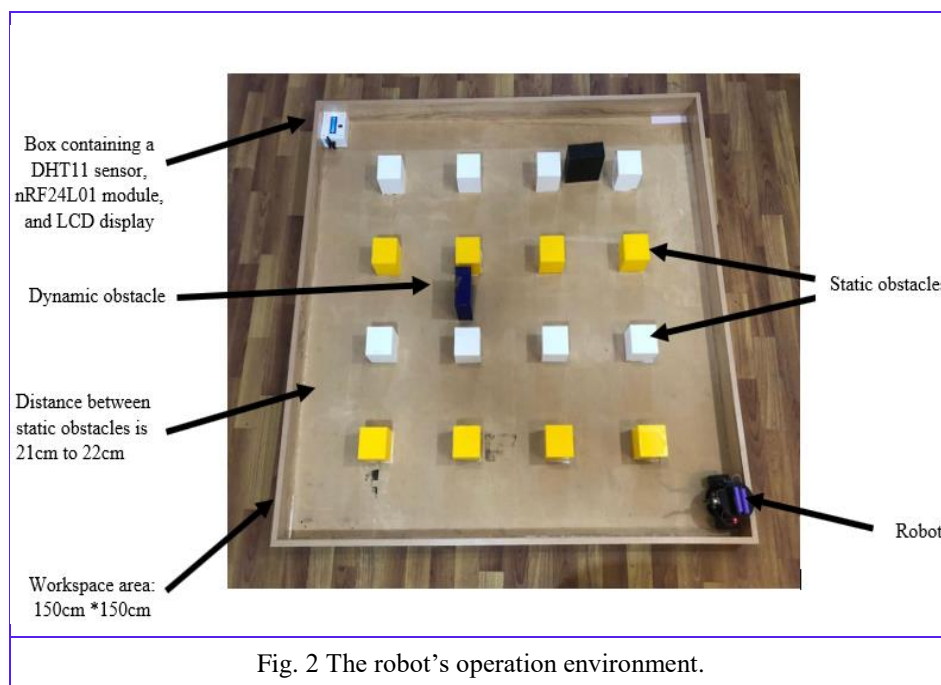 Box containing a
DHT11 sensor,
nRF24L01 module,
and LCD display
Dynamic obstacle
Static obstacles
Distance between
static obstacles is
21cm to 22cm
Robot
Workspace area:
150cm *150cm
Fig. 2 The robot’s operation environment.